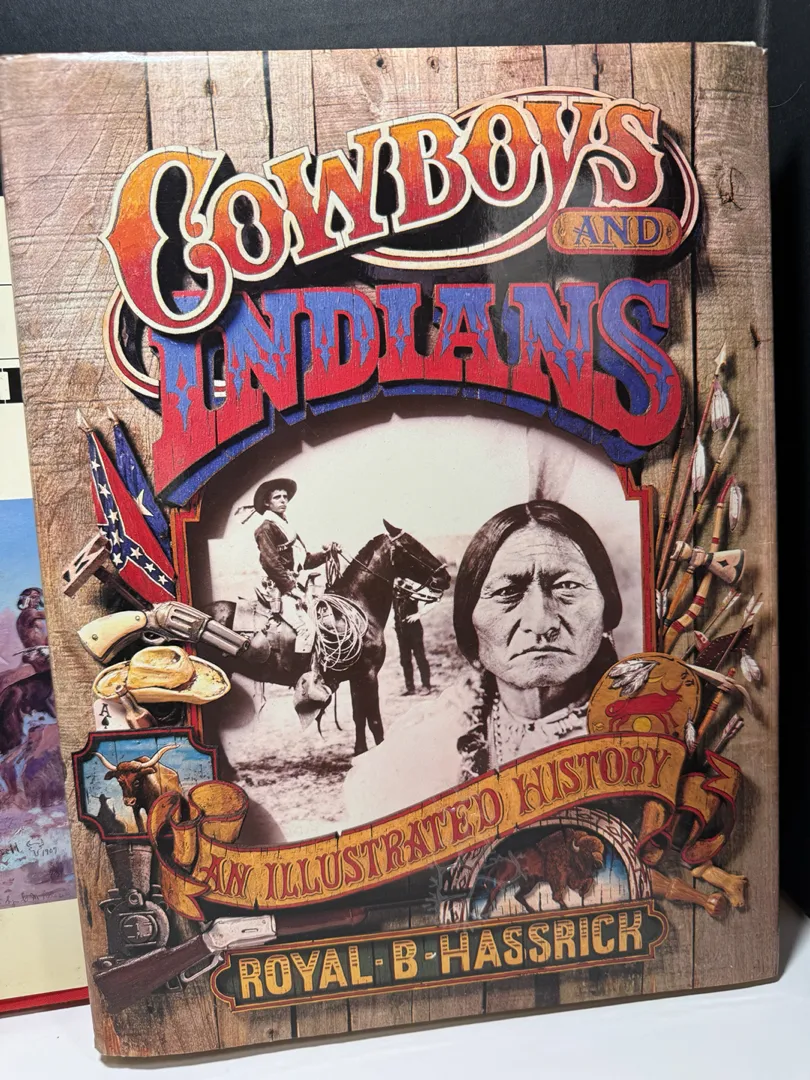 COWBOYS
AND
INDIANS
A
AN ILLUSTRATED HISTORY
ROYAL·B·HASSRICK